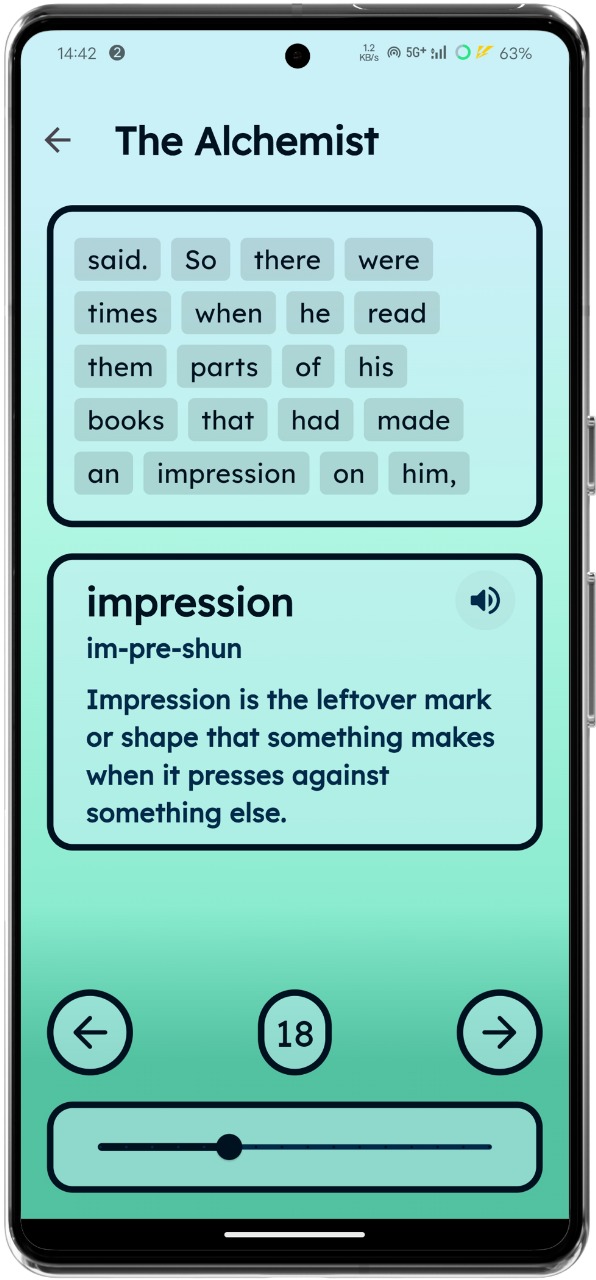 14:42 2 1.2 KB/s 5G+ 63%
The Alchemist
said. So there were
times when he read
them parts of his
books that had made
an impression on him,
impression
im-pre-shun
Impression is the leftover mark
or shape that something makes
when it presses against
something else.
18